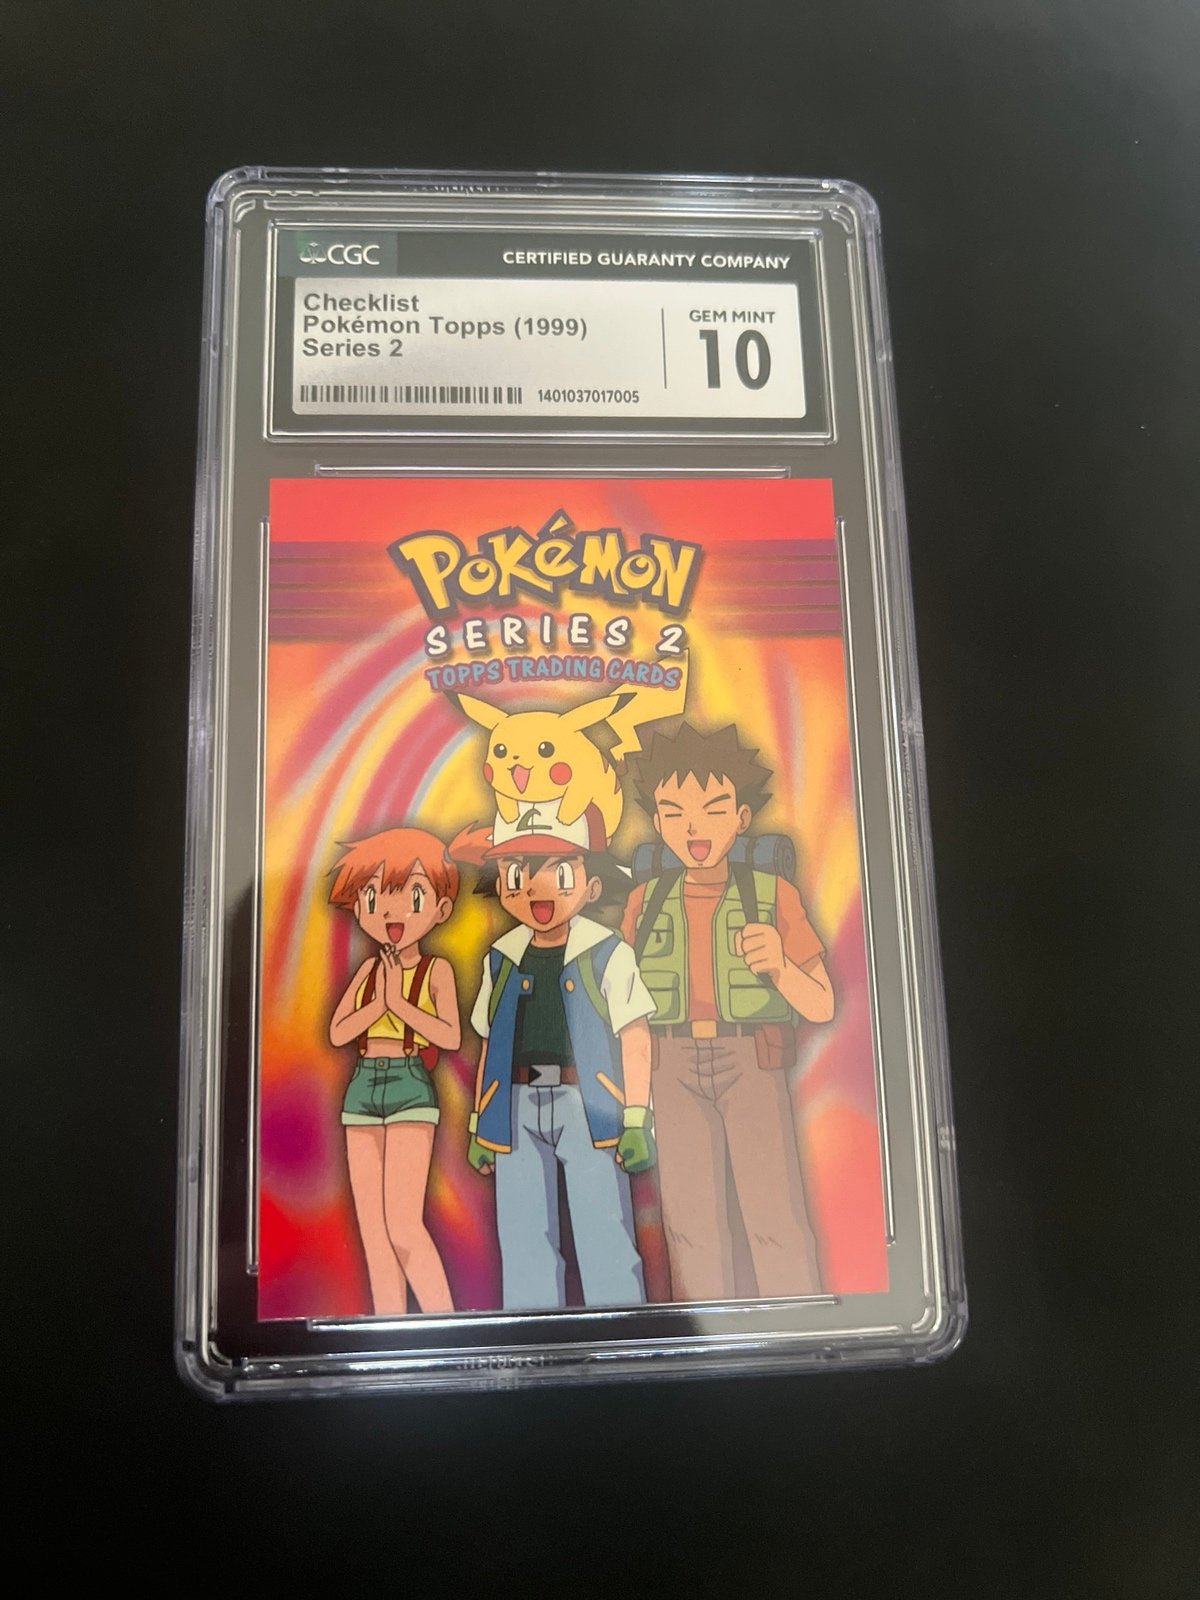 CGC
CERTIFIED GUARANTY COMPANY
Checklist
Pokémon Topps (1999)
Series 2
1401037017005
GEM MINT
10
POKéMON
SERIES 2
TOPPS TRADING CARDS